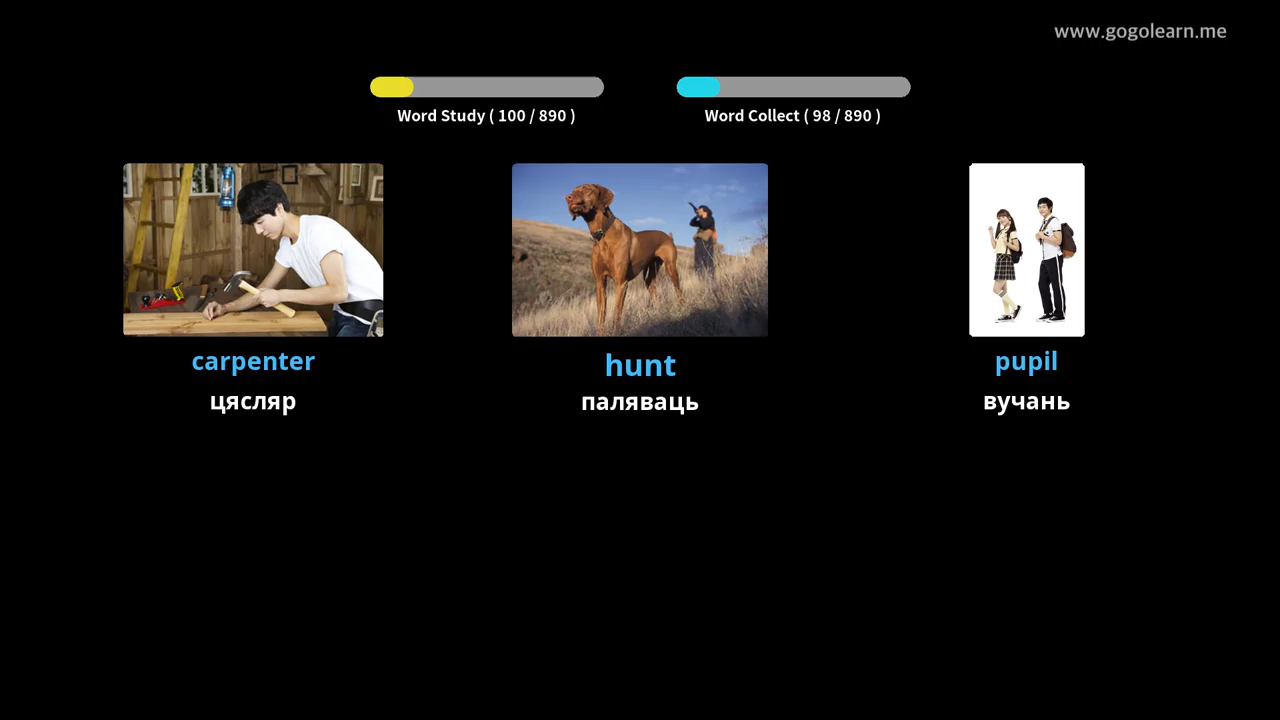 www.gogolearn.me
Word Study ( 100 / 890 )
Word Collect ( 98 / 890 )
carpenter
hunt
pupil
цясляр
паляваць
вучань